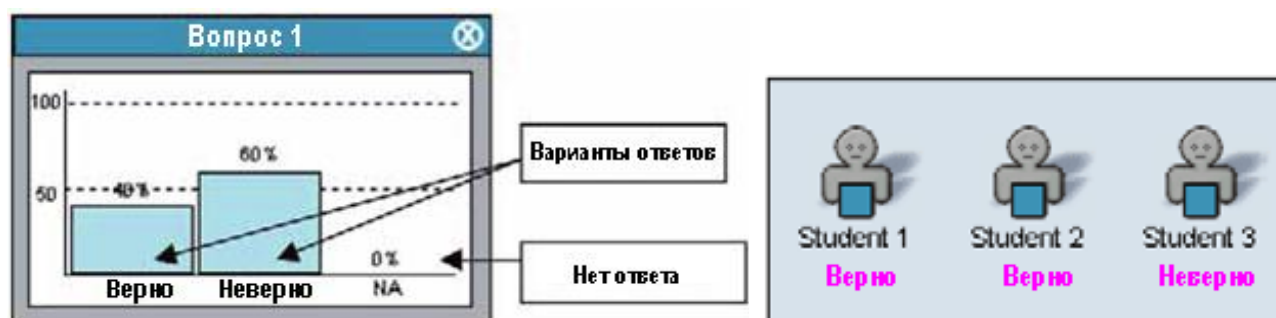 Вопрос 1
100
60 %
50
40 %
0 %
Верно
Неверно
NA
Варианты ответов
Нет ответа
Student 1
Student 2
Student 3
Верно
Верно
Неверно